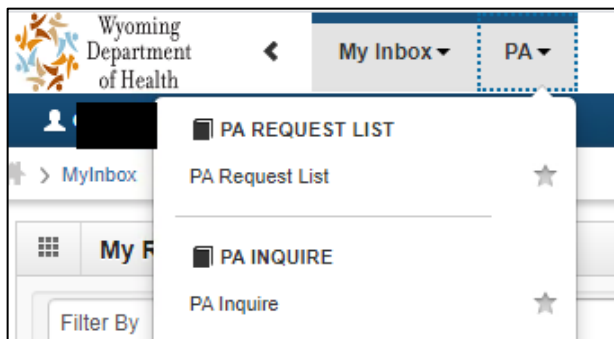 Wyoming
Department
of Health
My Inbox
PA
PA REQUEST LIST
> MyInbox
PA Request List
My R
PA INQUIRE
PA Inquire
Filter By